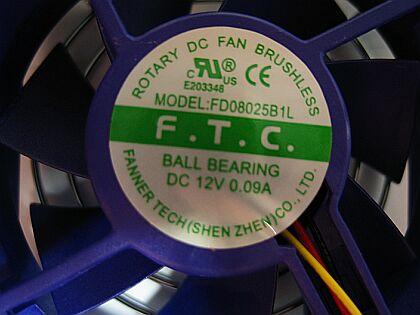 ROTARY DC FAN BRUSHLESS
c RU® US CE
E203348
MODEL:FD08025B1L
F.T.C.
BALL BEARING
DC 12V 0.09A
FANNER TECH(SHEN ZHEN)CO., LTD.